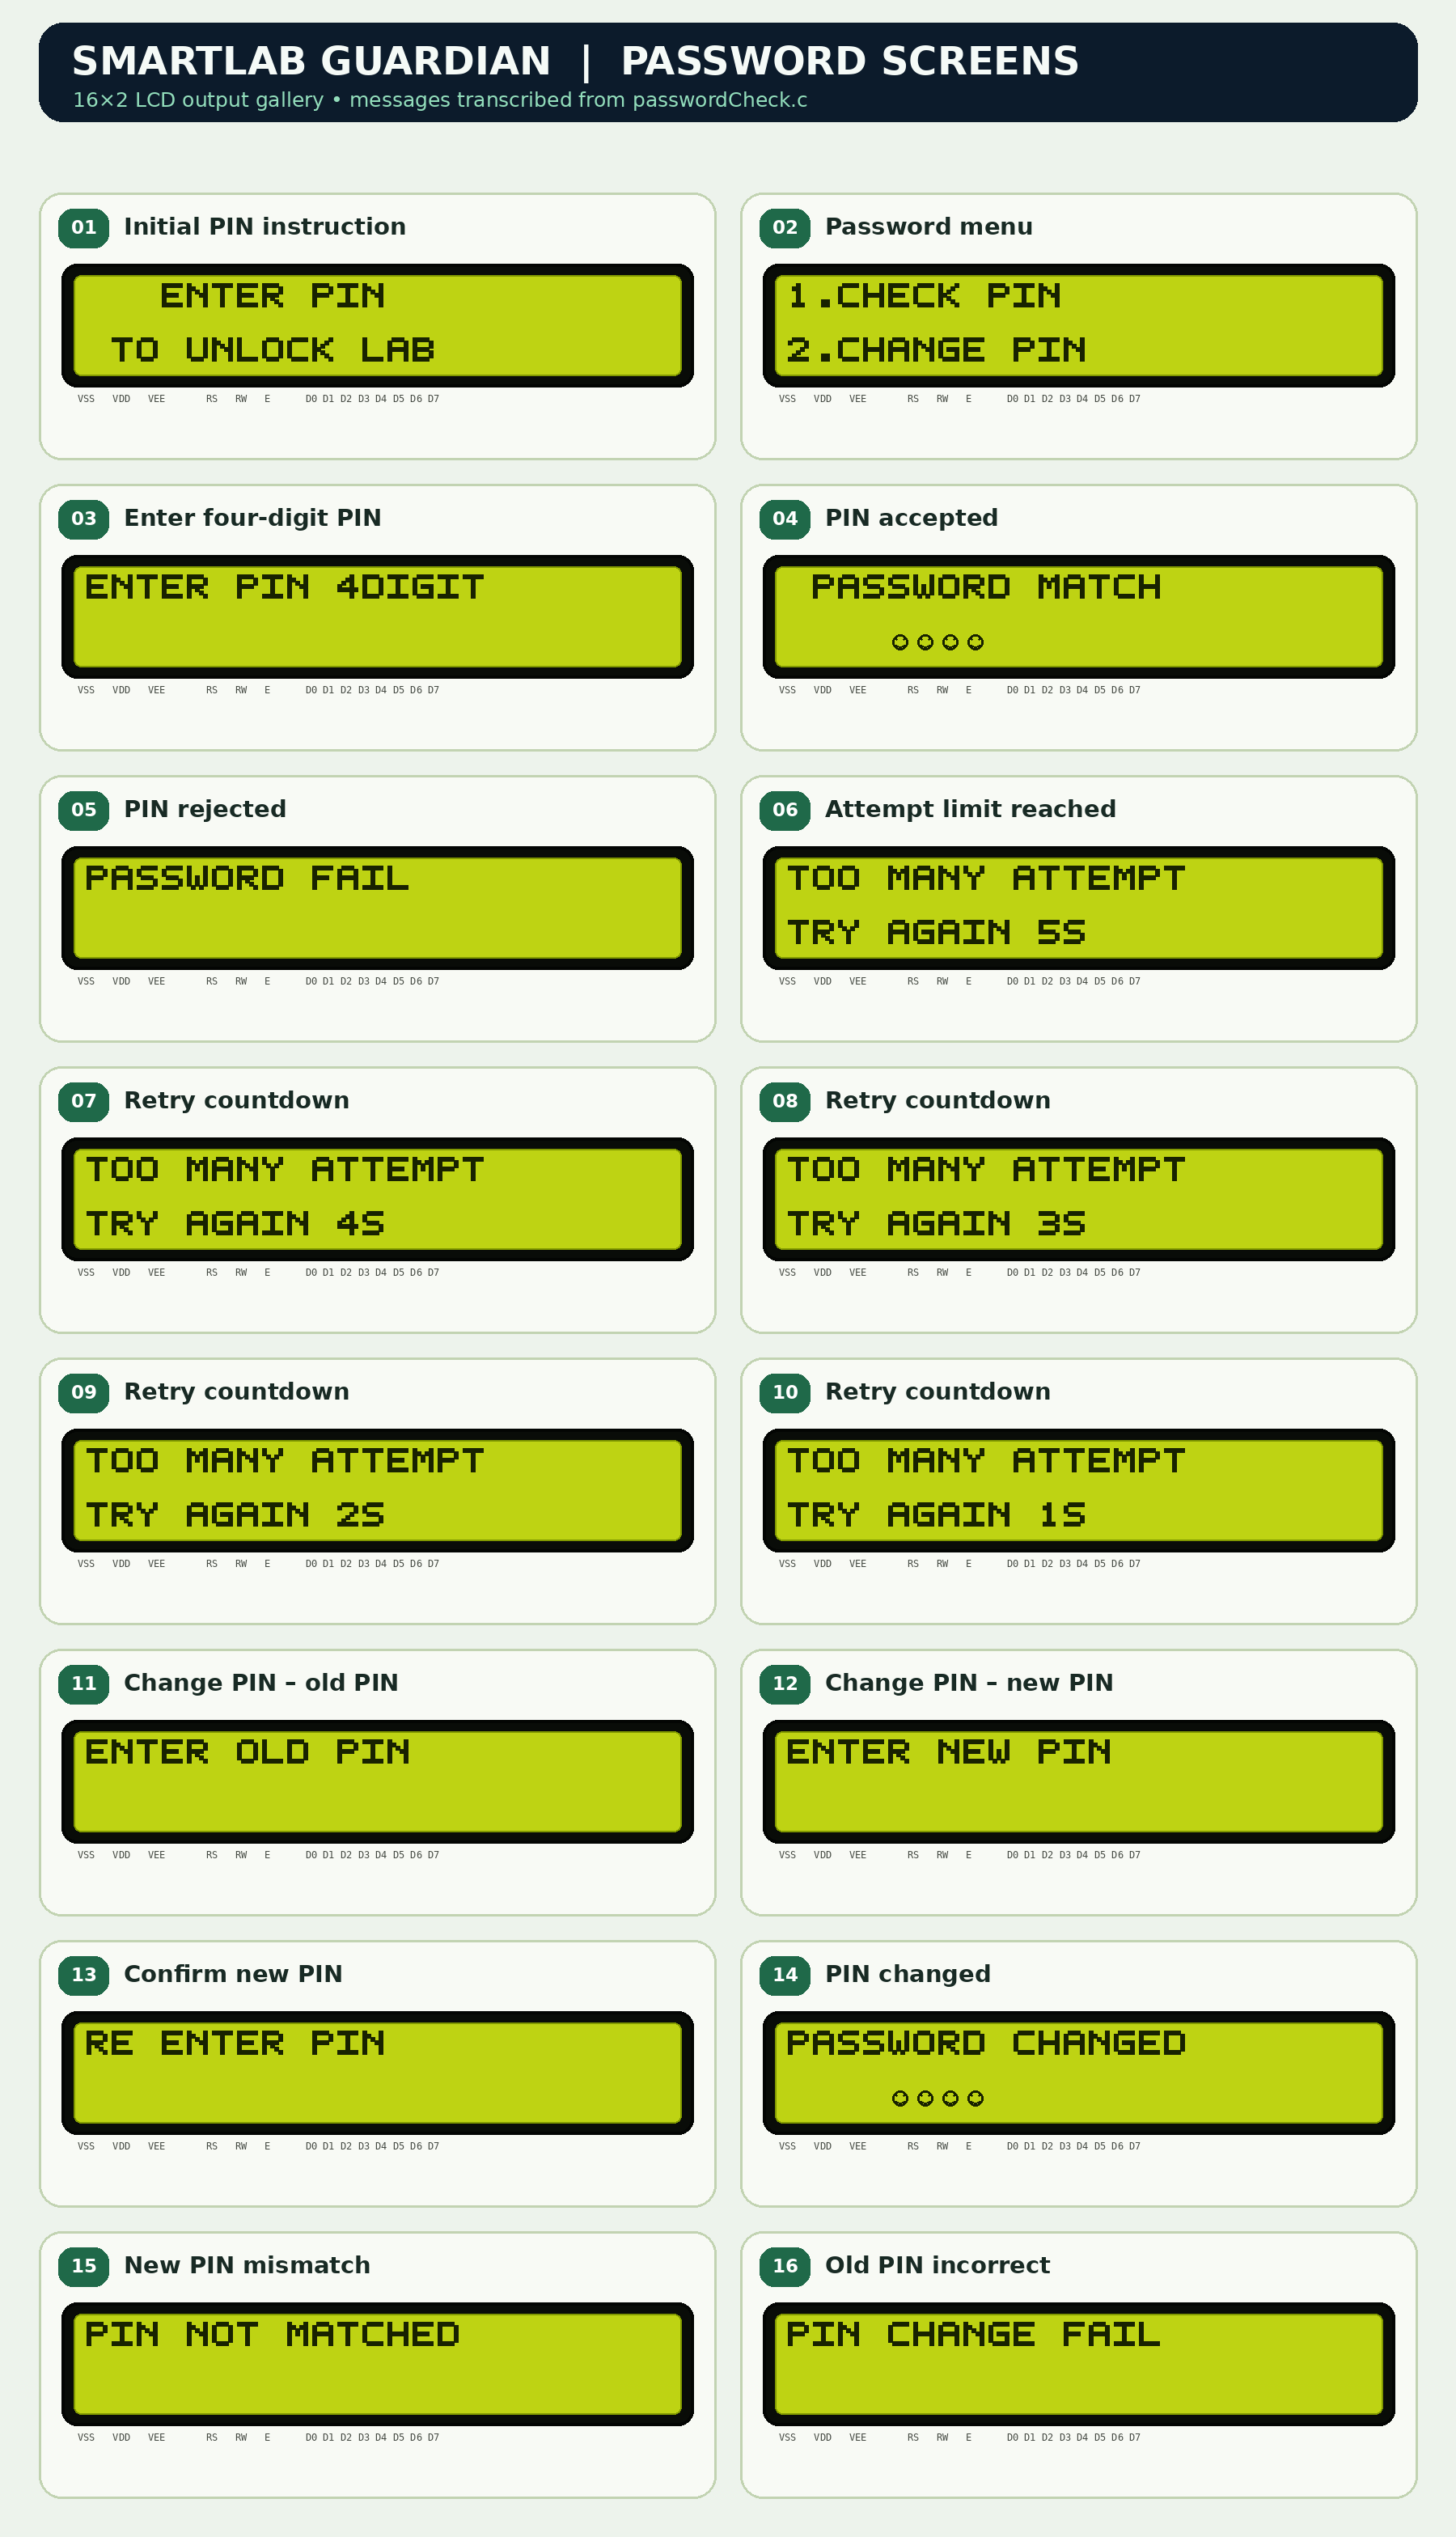 SMARTLAB GUARDIAN | PASSWORD SCREENS
16×2 LCD output gallery • messages transcribed from passwordCheck.c
01 Initial PIN instruction
ENTER PIN
TO UNLOCK LAB
VSS VDD VEE RS RW E D0 D1 D2 D3 D4 D5 D6 D7
02 Password menu
1.CHECK PIN
2.CHANGE PIN
VSS VDD VEE RS RW E D0 D1 D2 D3 D4 D5 D6 D7
03 Enter four-digit PIN
ENTER PIN 4DIGIT
VSS VDD VEE RS RW E D0 D1 D2 D3 D4 D5 D6 D7
04 PIN accepted
PASSWORD MATCH
VSS VDD VEE RS RW E D0 D1 D2 D3 D4 D5 D6 D7
05 PIN rejected
PASSWORD FAIL
VSS VDD VEE RS RW E D0 D1 D2 D3 D4 D5 D6 D7
06 Attempt limit reached
TOO MANY ATTEMPT
TRY AGAIN 5S
VSS VDD VEE RS RW E D0 D1 D2 D3 D4 D5 D6 D7
07 Retry countdown
TOO MANY ATTEMPT
TRY AGAIN 4S
VSS VDD VEE RS RW E D0 D1 D2 D3 D4 D5 D6 D7
08 Retry countdown
TOO MANY ATTEMPT
TRY AGAIN 3S
VSS VDD VEE RS RW E D0 D1 D2 D3 D4 D5 D6 D7
09 Retry countdown
TOO MANY ATTEMPT
TRY AGAIN 2S
VSS VDD VEE RS RW E D0 D1 D2 D3 D4 D5 D6 D7
10 Retry countdown
TOO MANY ATTEMPT
TRY AGAIN 1S
VSS VDD VEE RS RW E D0 D1 D2 D3 D4 D5 D6 D7
11 Change PIN – old PIN
ENTER OLD PIN
VSS VDD VEE RS RW E D0 D1 D2 D3 D4 D5 D6 D7
12 Change PIN – new PIN
ENTER NEW PIN
VSS VDD VEE RS RW E D0 D1 D2 D3 D4 D5 D6 D7
13 Confirm new PIN
RE ENTER PIN
VSS VDD VEE RS RW E D0 D1 D2 D3 D4 D5 D6 D7
14 PIN changed
PASSWORD CHANGED
VSS VDD VEE RS RW E D0 D1 D2 D3 D4 D5 D6 D7
15 New PIN mismatch
PIN NOT MATCHED
VSS VDD VEE RS RW E D0 D1 D2 D3 D4 D5 D6 D7
16 Old PIN incorrect
PIN CHANGE FAIL
VSS VDD VEE RS RW E D0 D1 D2 D3 D4 D5 D6 D7